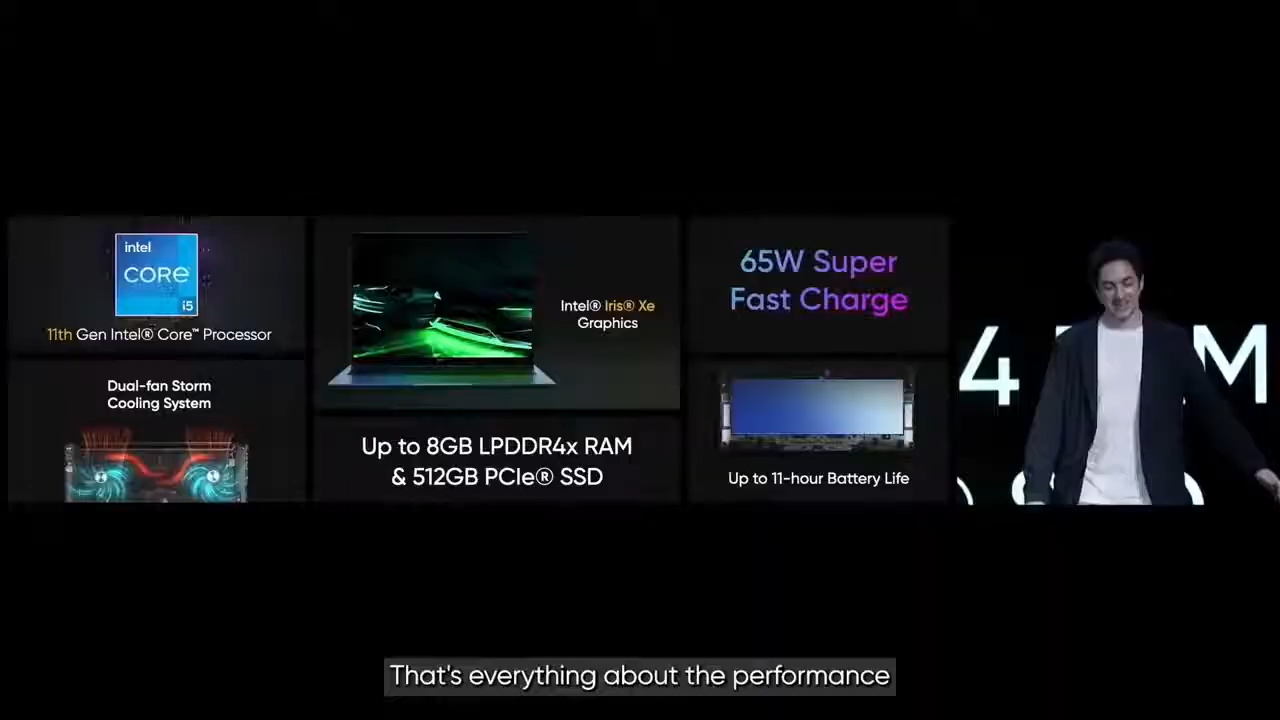 intel
CORE
i5
11th Gen Intel® Core™ Processor
Dual-fan Storm
Cooling System
Intel® Iris® Xe
Graphics
Up to 8GB LPDDR4x RAM
& 512GB PCIe® SSD
65W Super
Fast Charge
Up to 11-hour Battery Life
4
M
That's everything about the performance